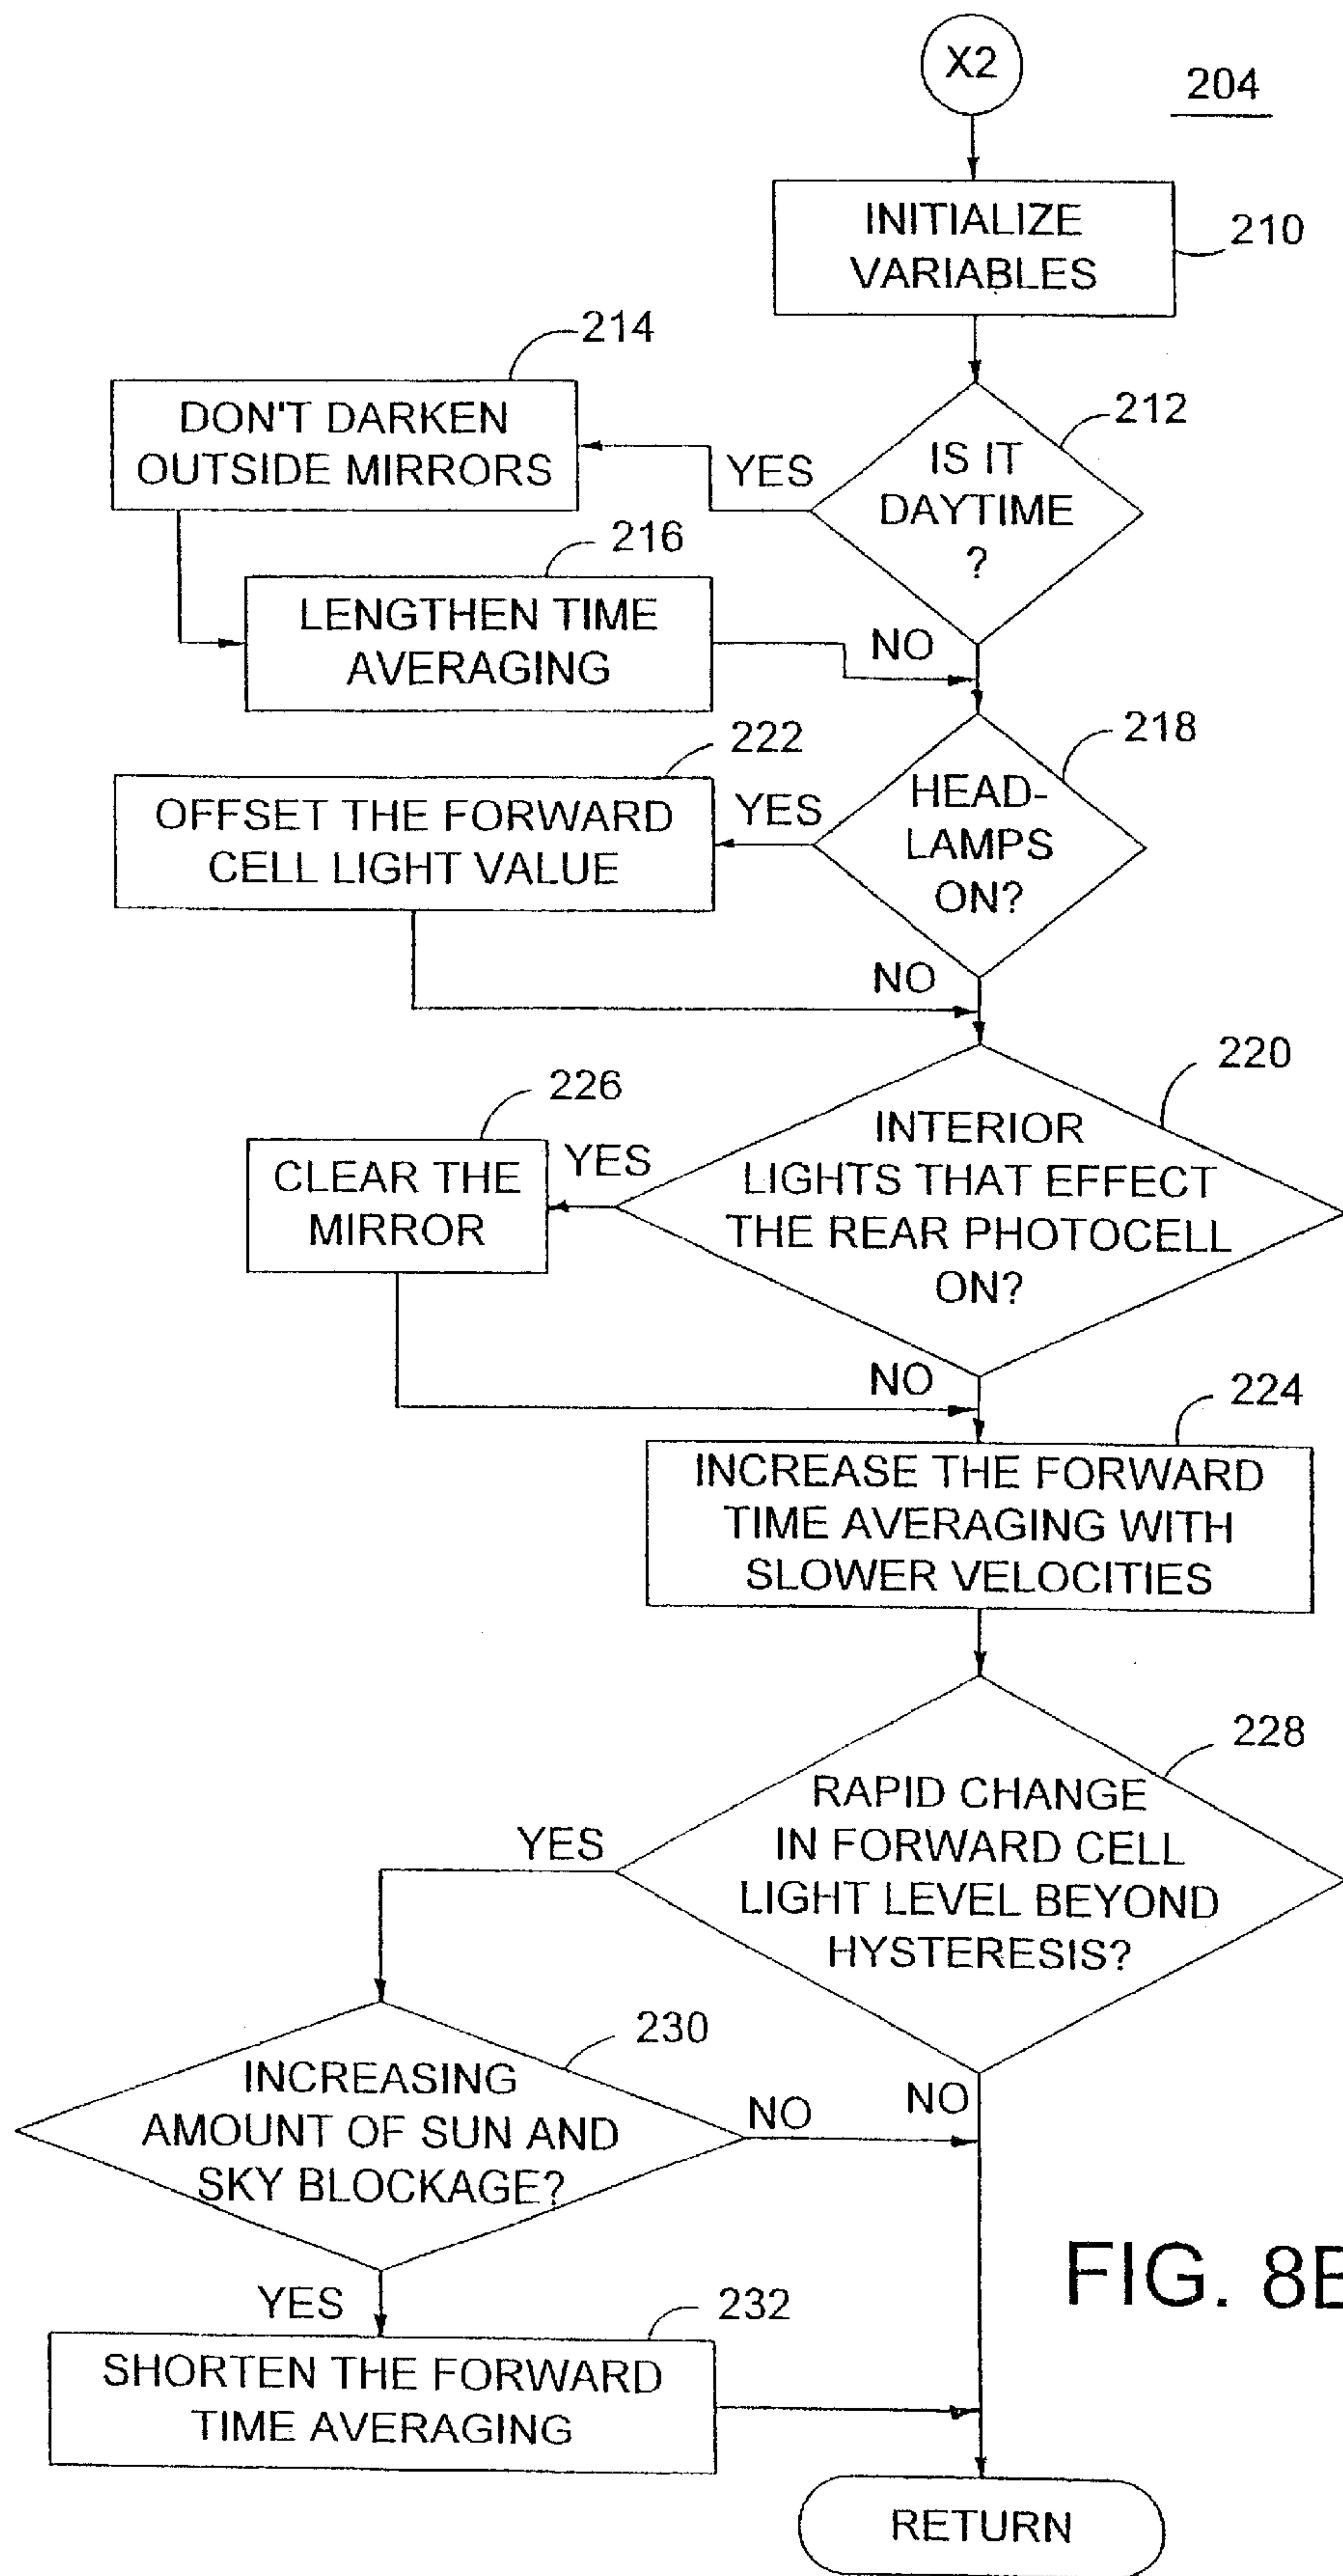 X2
204
INITIALIZE
VARIABLES
210
214
DON'T DARKEN
OUTSIDE MIRRORS
212
IS IT
DAYTIME
?
YES
216
LENGTHEN TIME
AVERAGING
NO
222
OFFSET THE FORWARD
CELL LIGHT VALUE
218
HEAD-
LAMPS
ON?
YES
NO
220
226
CLEAR THE
MIRROR
YES
INTERIOR
LIGHTS THAT EFFECT
THE REAR PHOTOCELL
ON?
NO
224
INCREASE THE FORWARD
TIME AVERAGING WITH
SLOWER VELOCITIES
228
RAPID CHANGE
IN FORWARD CELL
LIGHT LEVEL BEYOND
HYSTERESIS?
YES
230
INCREASING
AMOUNT OF SUN AND
SKY BLOCKAGE?
NO
NO
YES
232
SHORTEN THE FORWARD
TIME AVERAGING
FIG. 8B
RETURN